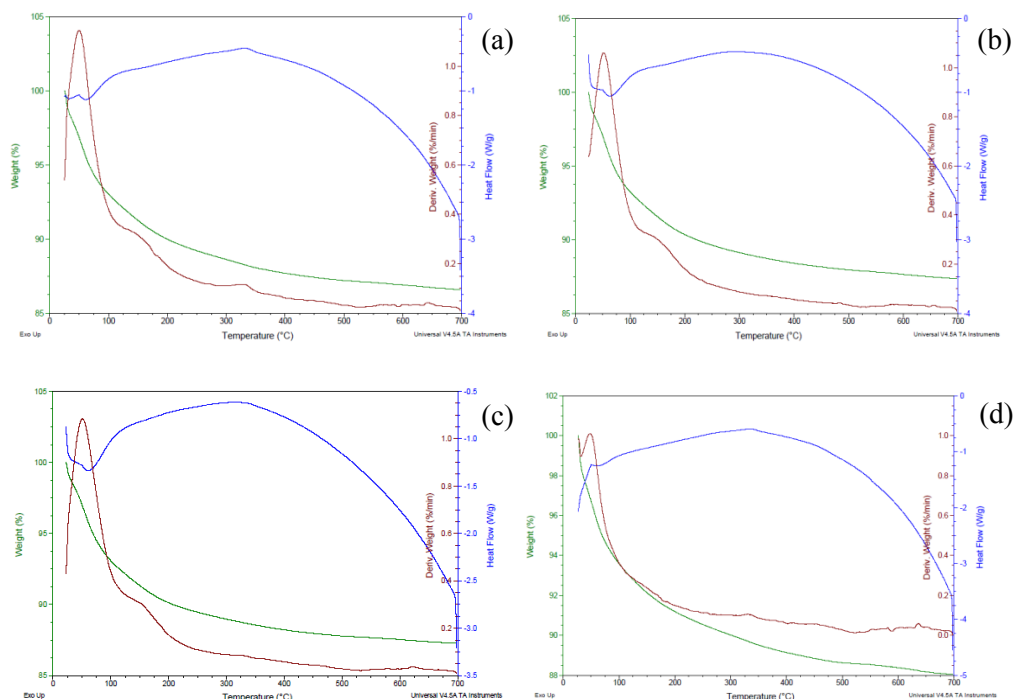 (a)
105
100
95
90
85
Weight (%)
1.0
0.8
0.6
0.4
0.2
Deriv. Weight (%/min)
0
-1
-2
-3
-4
Heat Flow (W/g)
0 100 200 300 400 500 600 700
Exo Up
Temperature (°C)
Universal V4.5A TA Instruments
(b)
105
100
95
90
85
Weight (%)
1.0
0.8
0.6
0.4
0.2
Deriv. Weight (%/min)
0
-1
-2
-3
-4
Heat Flow (W/g)
0 100 200 300 400 500 600 700
Exo Up
Temperature (°C)
Universal V4.5A TA Instruments
(c)
105
100
95
90
85
Weight (%)
1.0
0.8
0.6
0.4
0.2
Deriv. Weight (%/min)
-0.5
-1.0
-1.5
-2.0
-2.5
-3.0
-3.5
Heat Flow (W/g)
0 100 200 300 400 500 600 700
Exo Up
Temperature (°C)
Universal V4.5A TA Instruments
(d)
102
100
98
96
94
92
90
88
Weight (%)
1.0
0.8
0.6
0.4
0.2
0.0
Deriv. Weight (%/min)
0
-1
-2
-3
-4
-5
Heat Flow (W/g)
0 100 200 300 400 500 600 700
Exo Up
Temperature (°C)
Universal V4.5A TA Instruments